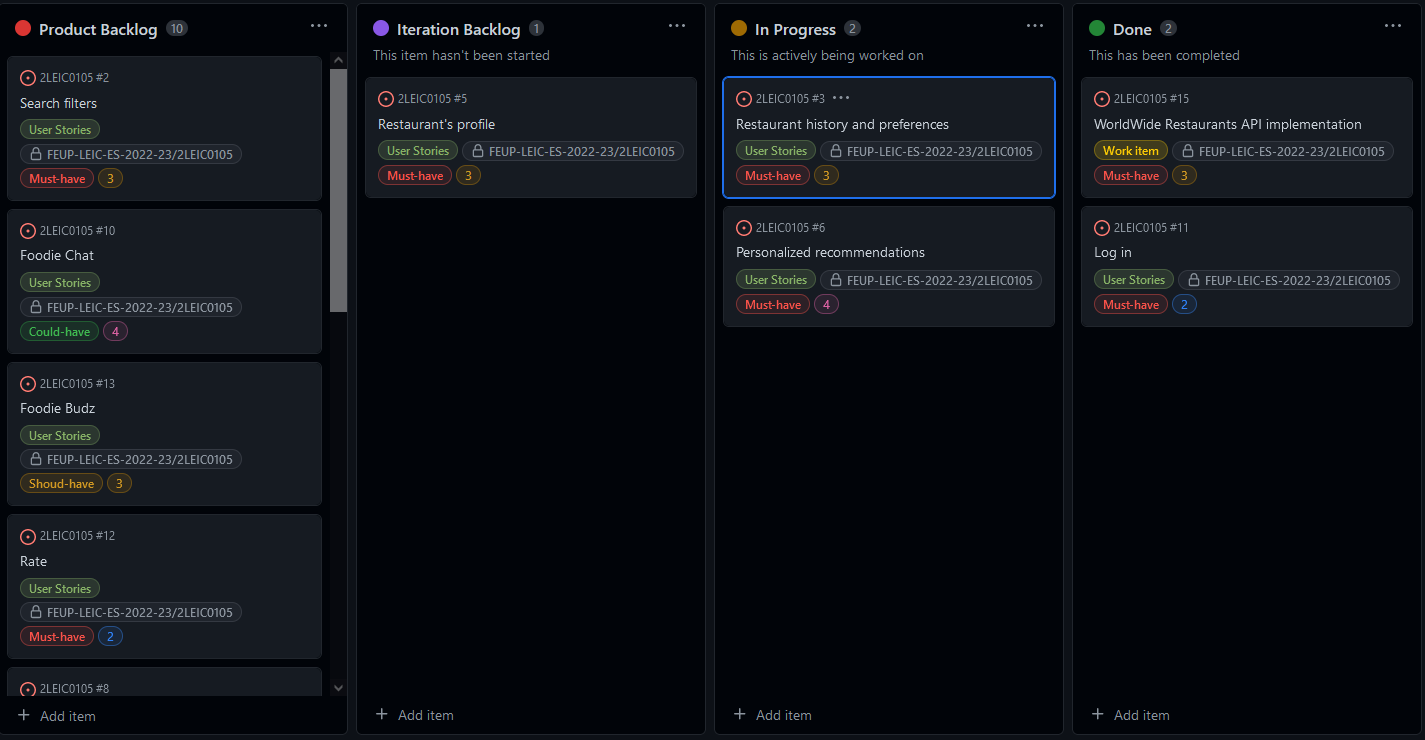 Product Backlog 10
2LEIC0105 #2
Search filters
User Stories
FEUP-LEIC-ES-2022-23/2LEIC0105
Must-have 3
2LEIC0105 #10
Foodie Chat
User Stories
FEUP-LEIC-ES-2022-23/2LEIC0105
Could-have 4
2LEIC0105 #13
Foodie Budz
User Stories
FEUP-LEIC-ES-2022-23/2LEIC0105
Shoud-have 3
2LEIC0105 #12
Rate
User Stories
FEUP-LEIC-ES-2022-23/2LEIC0105
Must-have 2
2LEIC0105 #8
+ Add item
Iteration Backlog 1
This item hasn't been started
2LEIC0105 #5
Restaurant's profile
User Stories FEUP-LEIC-ES-2022-23/2LEIC0105
Must-have 3
+ Add item
In Progress 2
This is actively being worked on
2LEIC0105 #3
Restaurant history and preferences
User Stories FEUP-LEIC-ES-2022-23/2LEIC0105
Must-have 3
2LEIC0105 #6
Personalized recommendations
User Stories FEUP-LEIC-ES-2022-23/2LEIC0105
Must-have 4
+ Add item
Done 2
This has been completed
2LEIC0105 #15
WorldWide Restaurants API implementation
Work item FEUP-LEIC-ES-2022-23/2LEIC0105
Must-have 3
2LEIC0105 #11
Log in
User Stories FEUP-LEIC-ES-2022-23/2LEIC0105
Must-have 2
+ Add item